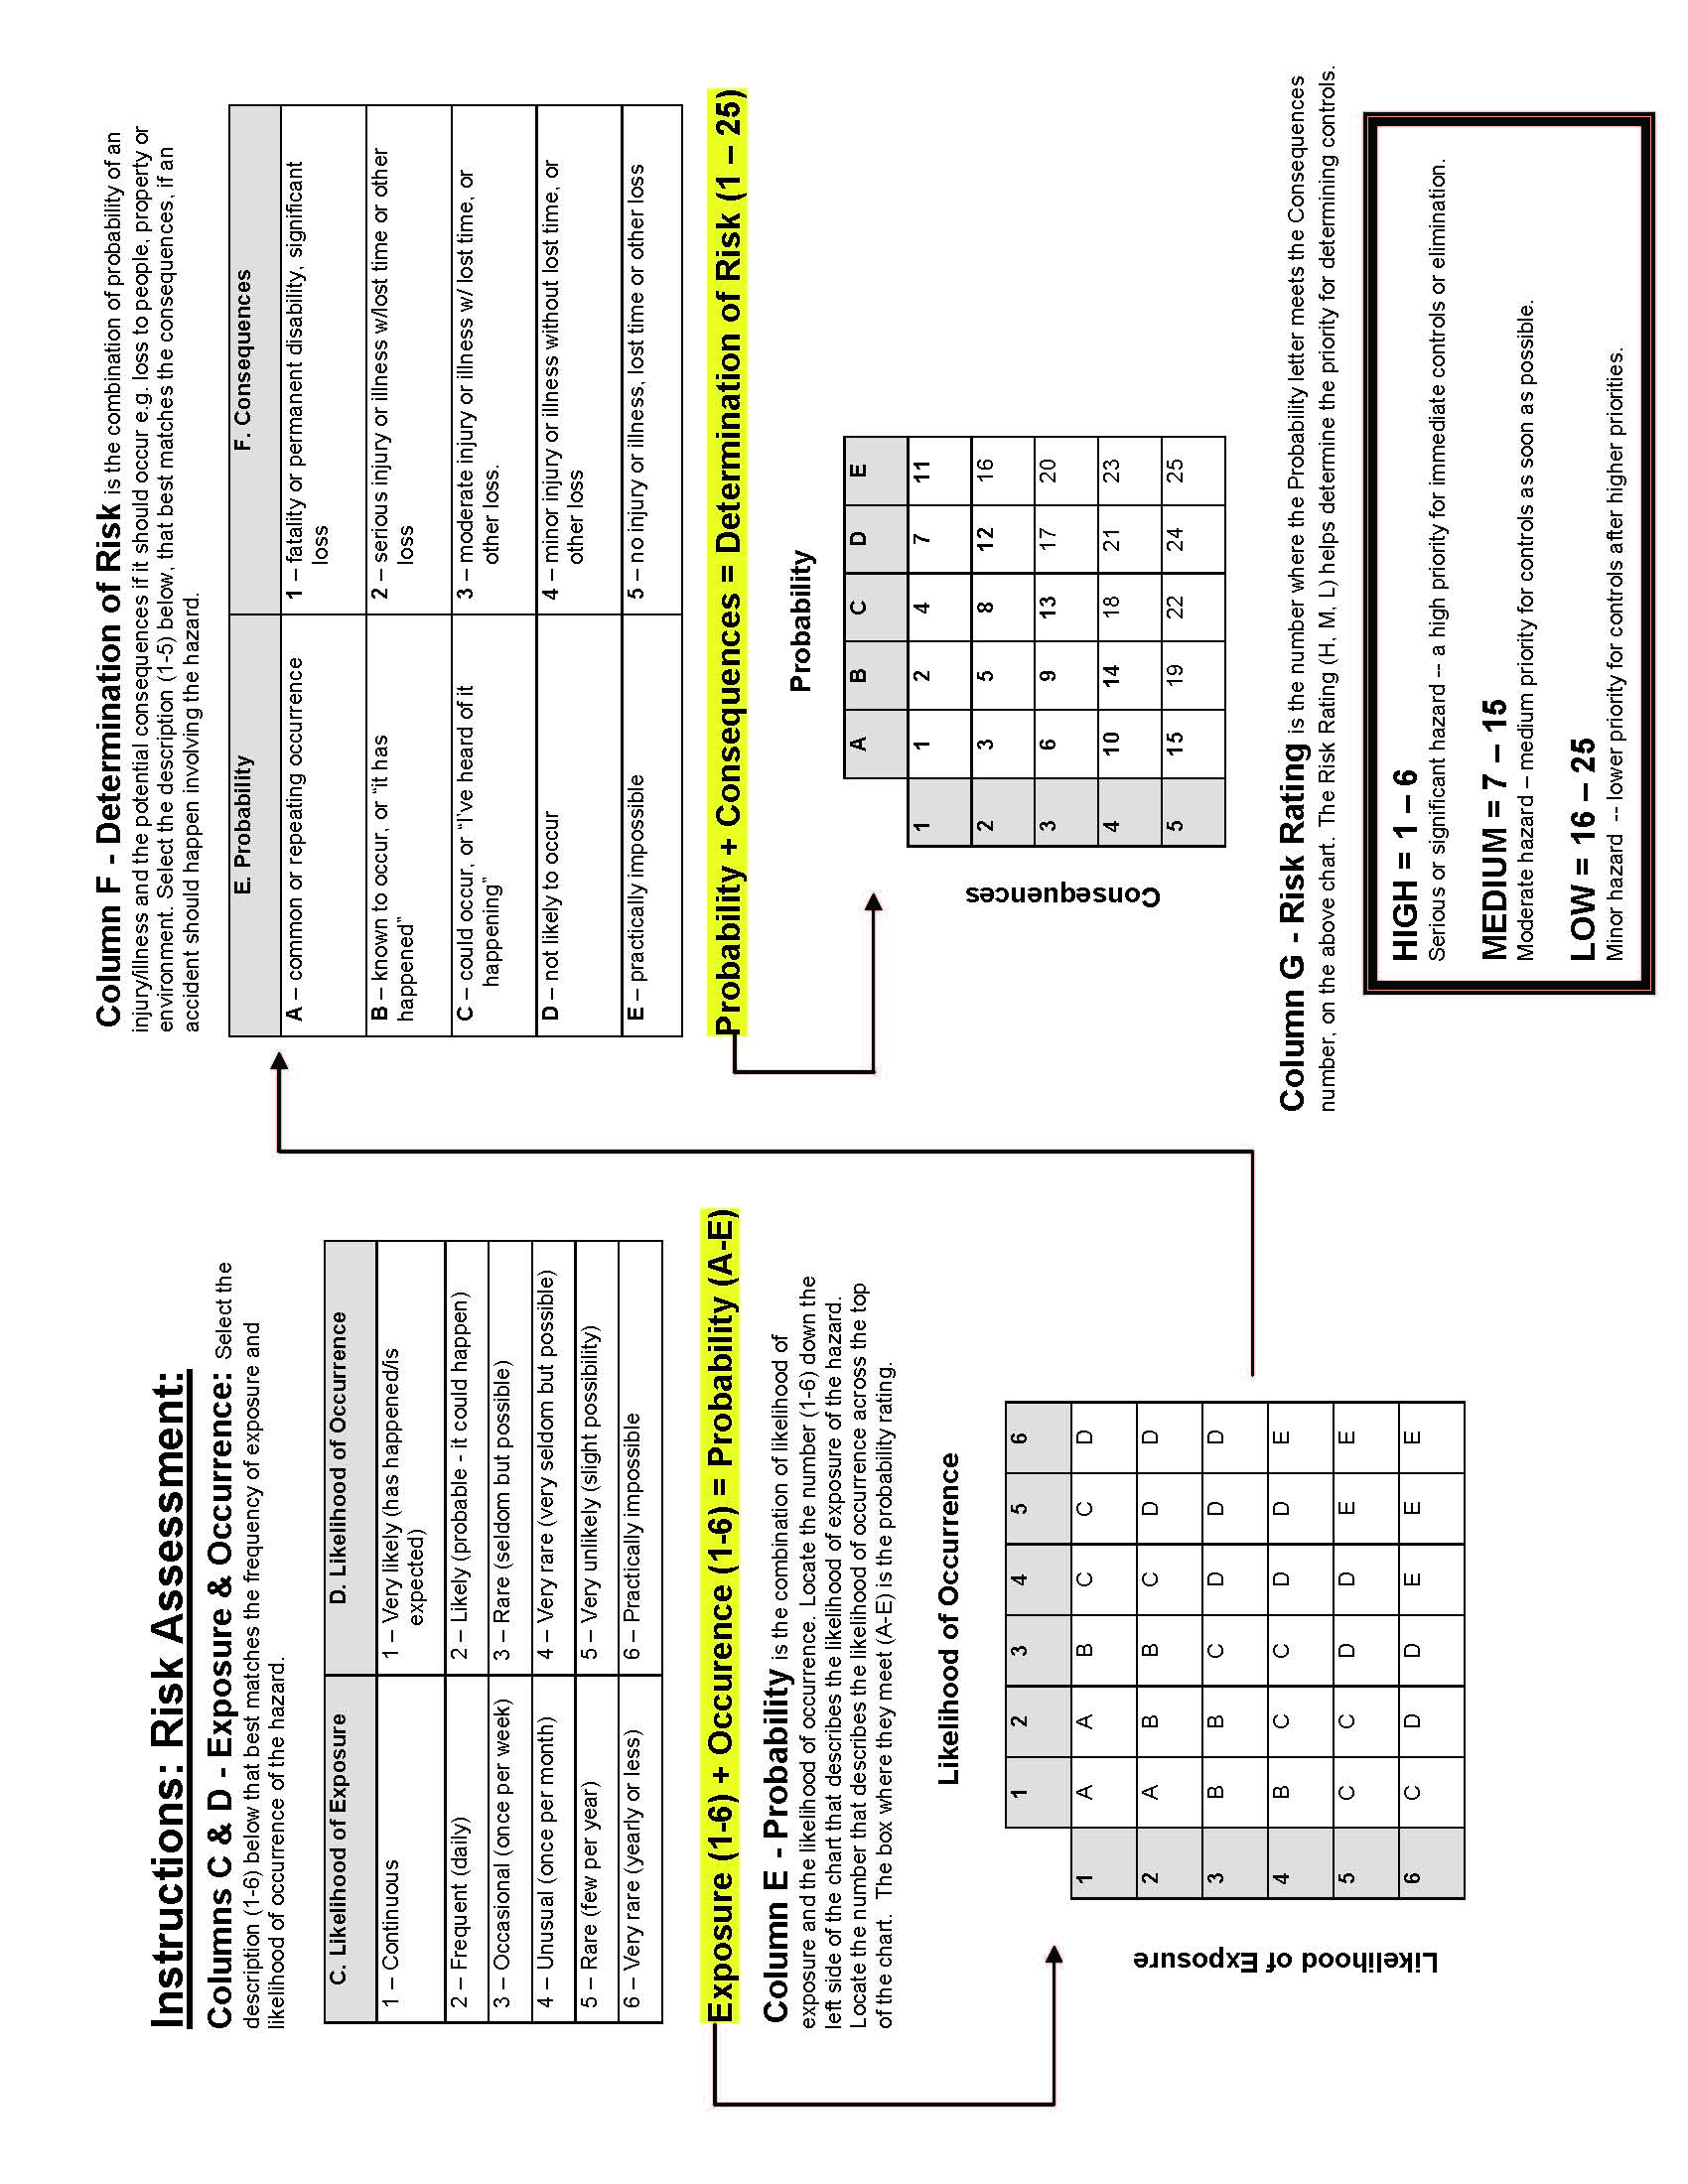 Instructions: Risk Assessment:
Columns C & D - Exposure & Occurrence: Select the
description (1-6) below that best matches the frequency of exposure and
likelihood of occurrence of the hazard.
C. Likelihood of Exposure D. Likelihood of Occurrence
1 – Continuous 1 – Very likely (has happened/is
expected)
2 – Frequent (daily) 2 – Likely (probable - it could happen)
3 – Occasional (once per week) 3 – Rare (seldom but possible)
4 – Unusual (once per month) 4 – Very rare (very seldom but possible)
5 – Rare (few per year) 5 – Very unlikely (slight possibility)
6 – Very rare (yearly or less) 6 – Practically impossible
Exposure (1-6) + Occurence (1-6) = Probability (A-E)
Column E - Probability is the combination of likelihood of
exposure and the likelihood of occurrence. Locate the number (1-6) down the
left side of the chart that describes the likelihood of exposure of the hazard.
Locate the number that describes the likelihood of occurrence across the top
of the chart.  The box where they meet (A-E) is the probability rating.
Likelihood of Occurrence
1 2 3 4 5 6
1 A A B C C D
2 A B B C D D
3 B B C D D D
4 B C C D D E
5 C C D D E E
6 C D D E E E
Likelihood of Exposure
Column F - Determination of Risk is the combination of probability of an
injury/illness and the potential consequences if it should occur e.g. loss to people, property or
environment. Select the description (1-5) below, that best matches the consequences, if an
accident should happen involving the hazard.
E. Probability F. Consequences
A – common or repeating occurrence 1 – fatality or permanent disability, significant
loss
B – known to occur, or “it has 2 – serious injury or illness w/lost time or other
happened” loss
C – could occur, or “I’ve heard of it 3 – moderate injury or illness w/ lost time, or
happening” other loss.
D – not likely to occur 4 – minor injury or illness without lost time, or
other loss
E – practically impossible 5 – no injury or illness, lost time or other loss
Probability + Consequences = Determination of Risk (1 – 25)
Probability
A B C D E
1 1 2 4 7 11
2 3 5 8 12 16
3 6 9 13 17 20
4 10 14 18 21 23
5 15 19 22 24 25
Consequences
Column G - Risk Rating is the number where the Probability letter meets the Consequences
number, on the above chart.  The Risk Rating (H, M, L) helps determine the priority for determining controls.
HIGH = 1 – 6
Serious or significant hazard -- a high priority for immediate controls or elimination.
MEDIUM = 7 – 15
Moderate hazard – medium priority for controls as soon as possible.
LOW = 16 – 25
Minor hazard  -- lower priority for controls after higher priorities.